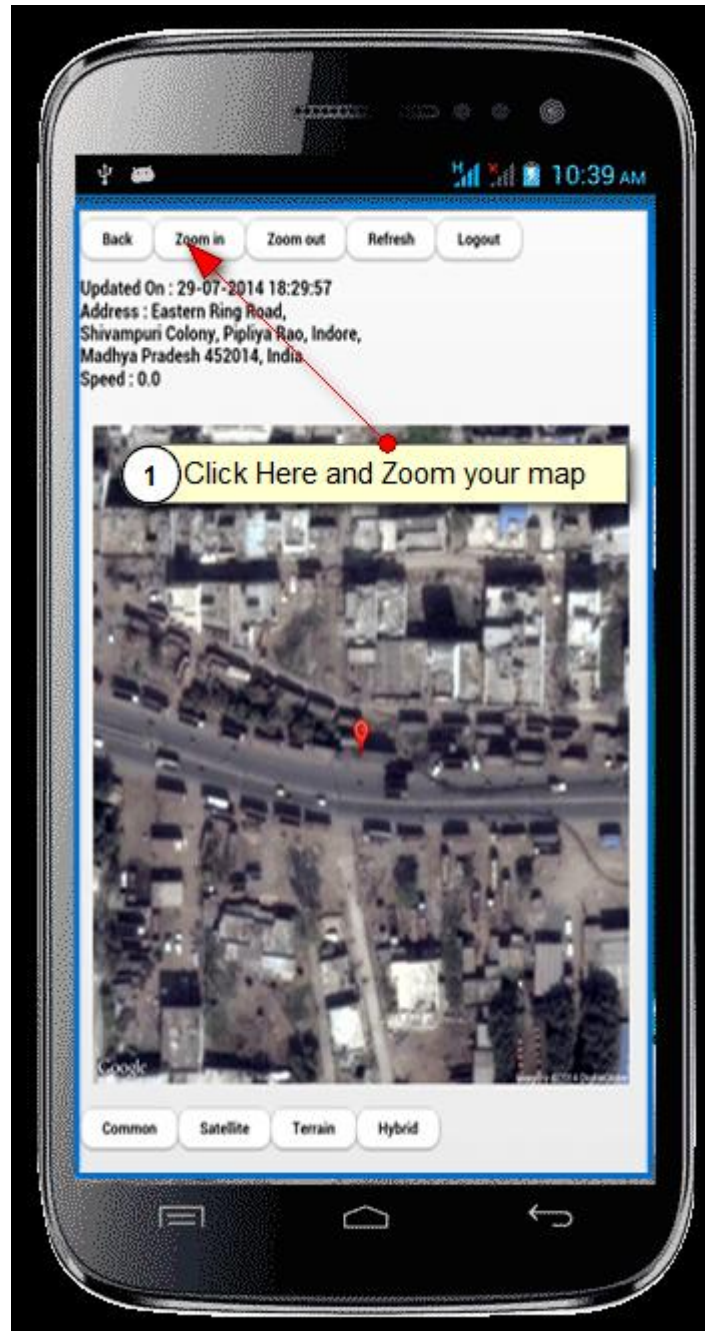 10:39 AM
Back Zoom in Zoom out Refresh Logout
Updated On : 29-07-2014 18:29:57
Address : Eastern Ring Road,
Shivampuri Colony, Pipliya Rao, Indore,
Madhya Pradesh 452014, India
Speed : 0.0
1 Click Here and Zoom your map
Google
Common Satellite Terrain Hybrid